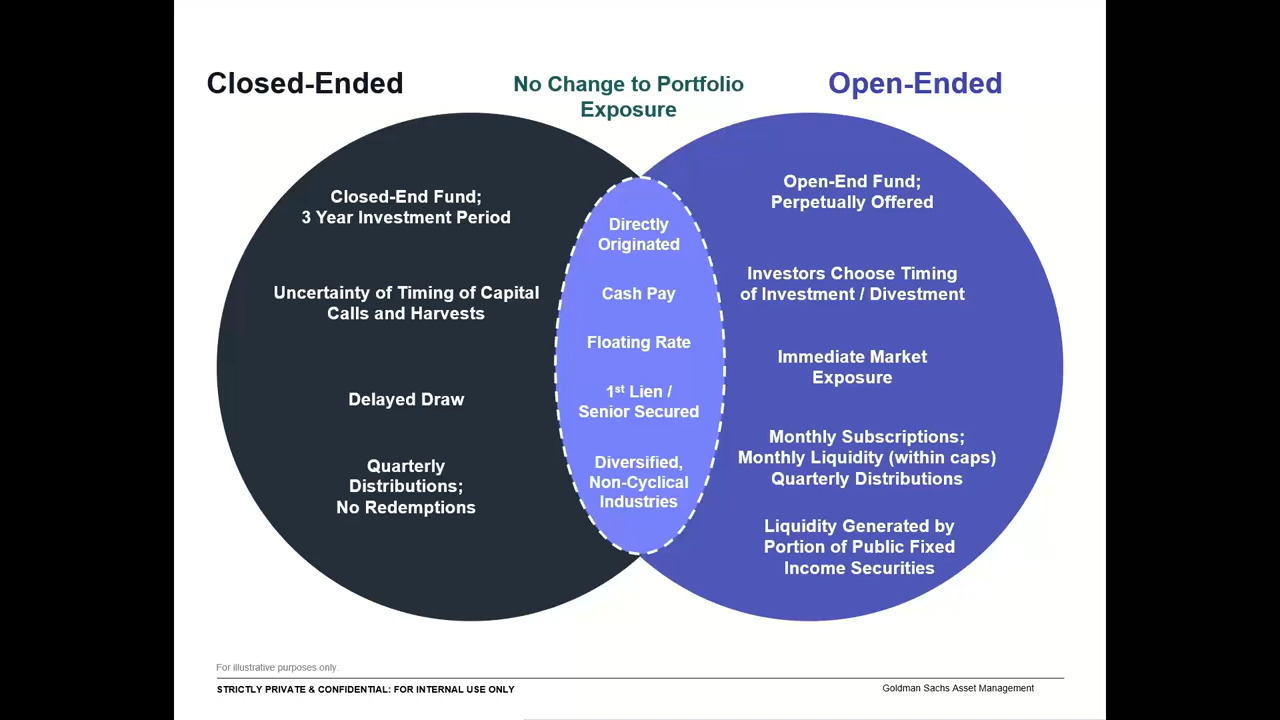 Closed-Ended
No Change to Portfolio
Exposure
Open-Ended
Closed-End Fund;
3 Year Investment Period
Uncertainty of Timing of Capital
Calls and Harvests
Delayed Draw
Quarterly
Distributions;
No Redemptions
Directly
Originated
Cash Pay
Floating Rate
1st Lien /
Senior Secured
Diversified,
Non-Cyclical
Industries
Open-End Fund;
Perpetually Offered
Investors Choose Timing
of Investment / Divestment
Immediate Market
Exposure
Monthly Subscriptions;
Monthly Liquidity (within caps)
Quarterly Distributions
Liquidity Generated by
Portion of Public Fixed
Income Securities
For illustrative purposes only.
STRICTLY PRIVATE & CONFIDENTIAL: FOR INTERNAL USE ONLY
Goldman Sachs Asset Management